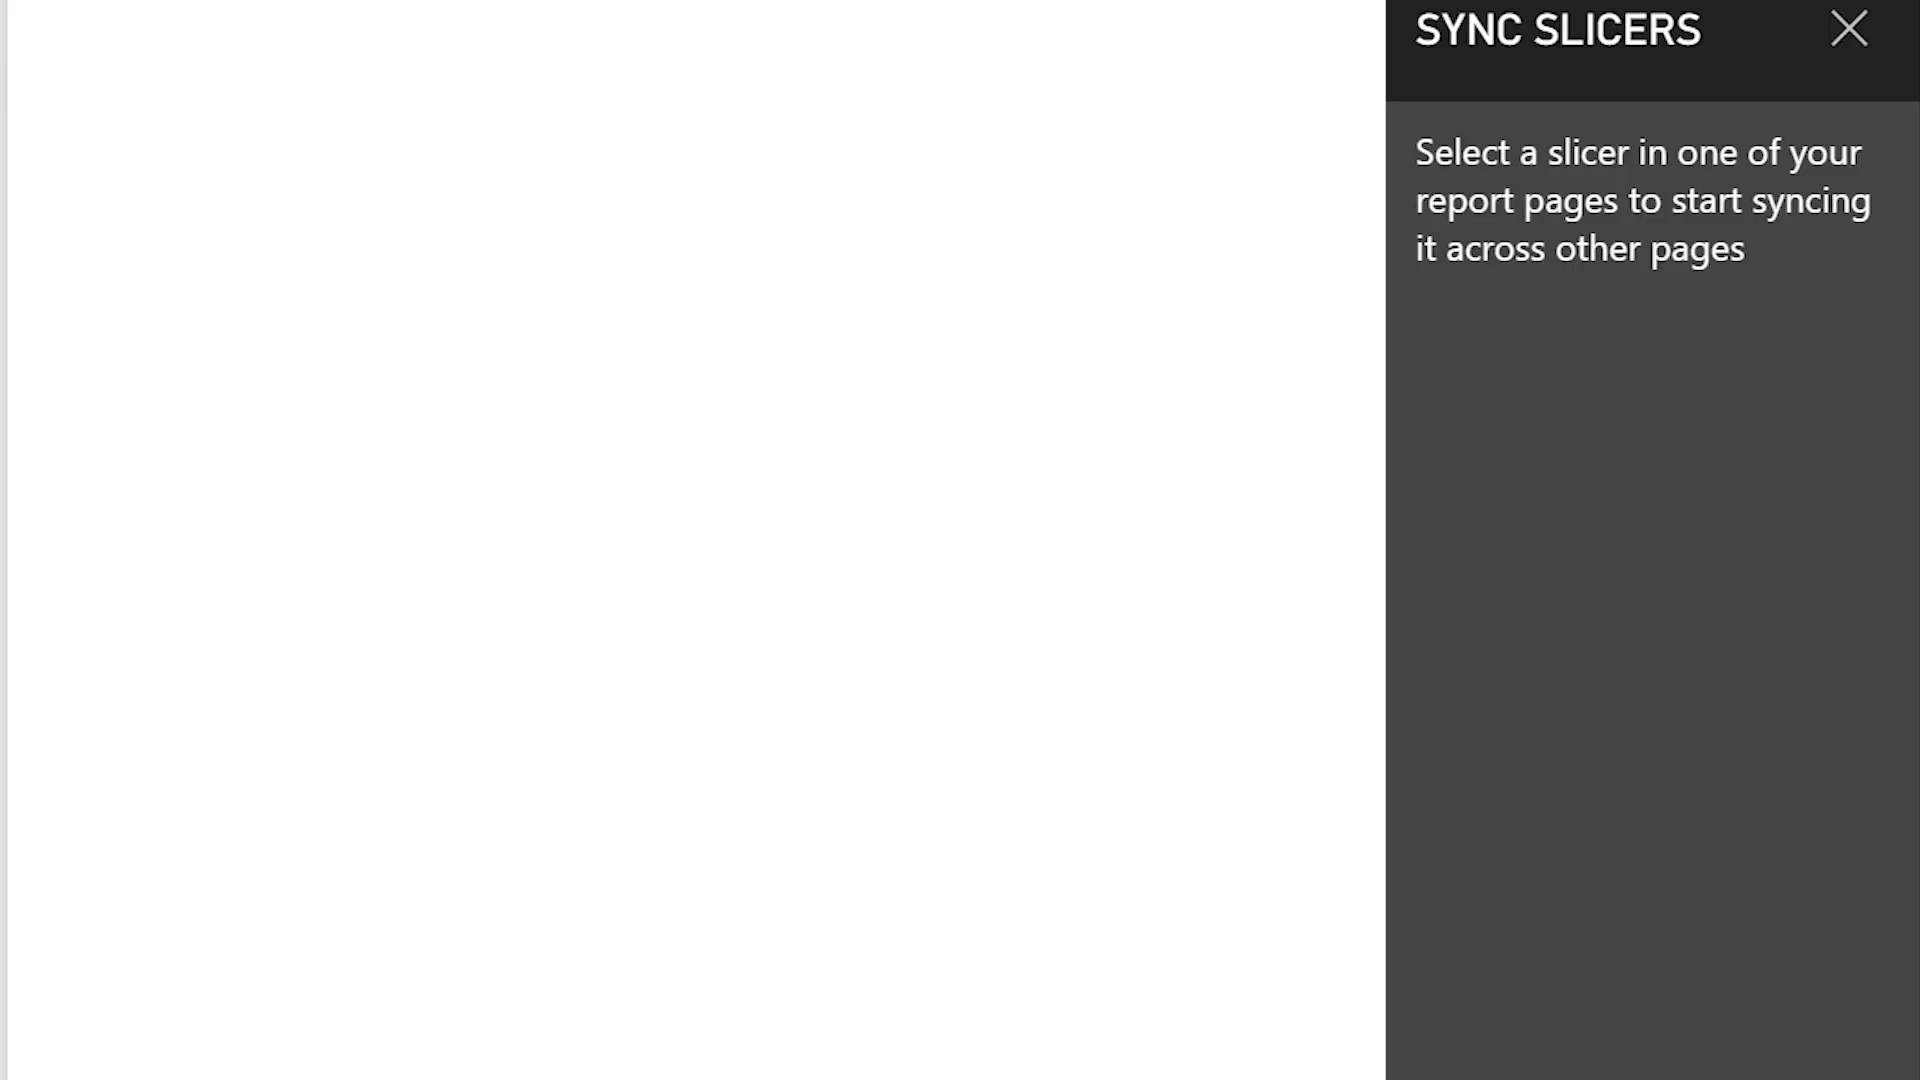 SYNC SLICERS
Select a slicer in one of your
report pages to start syncing
it across other pages